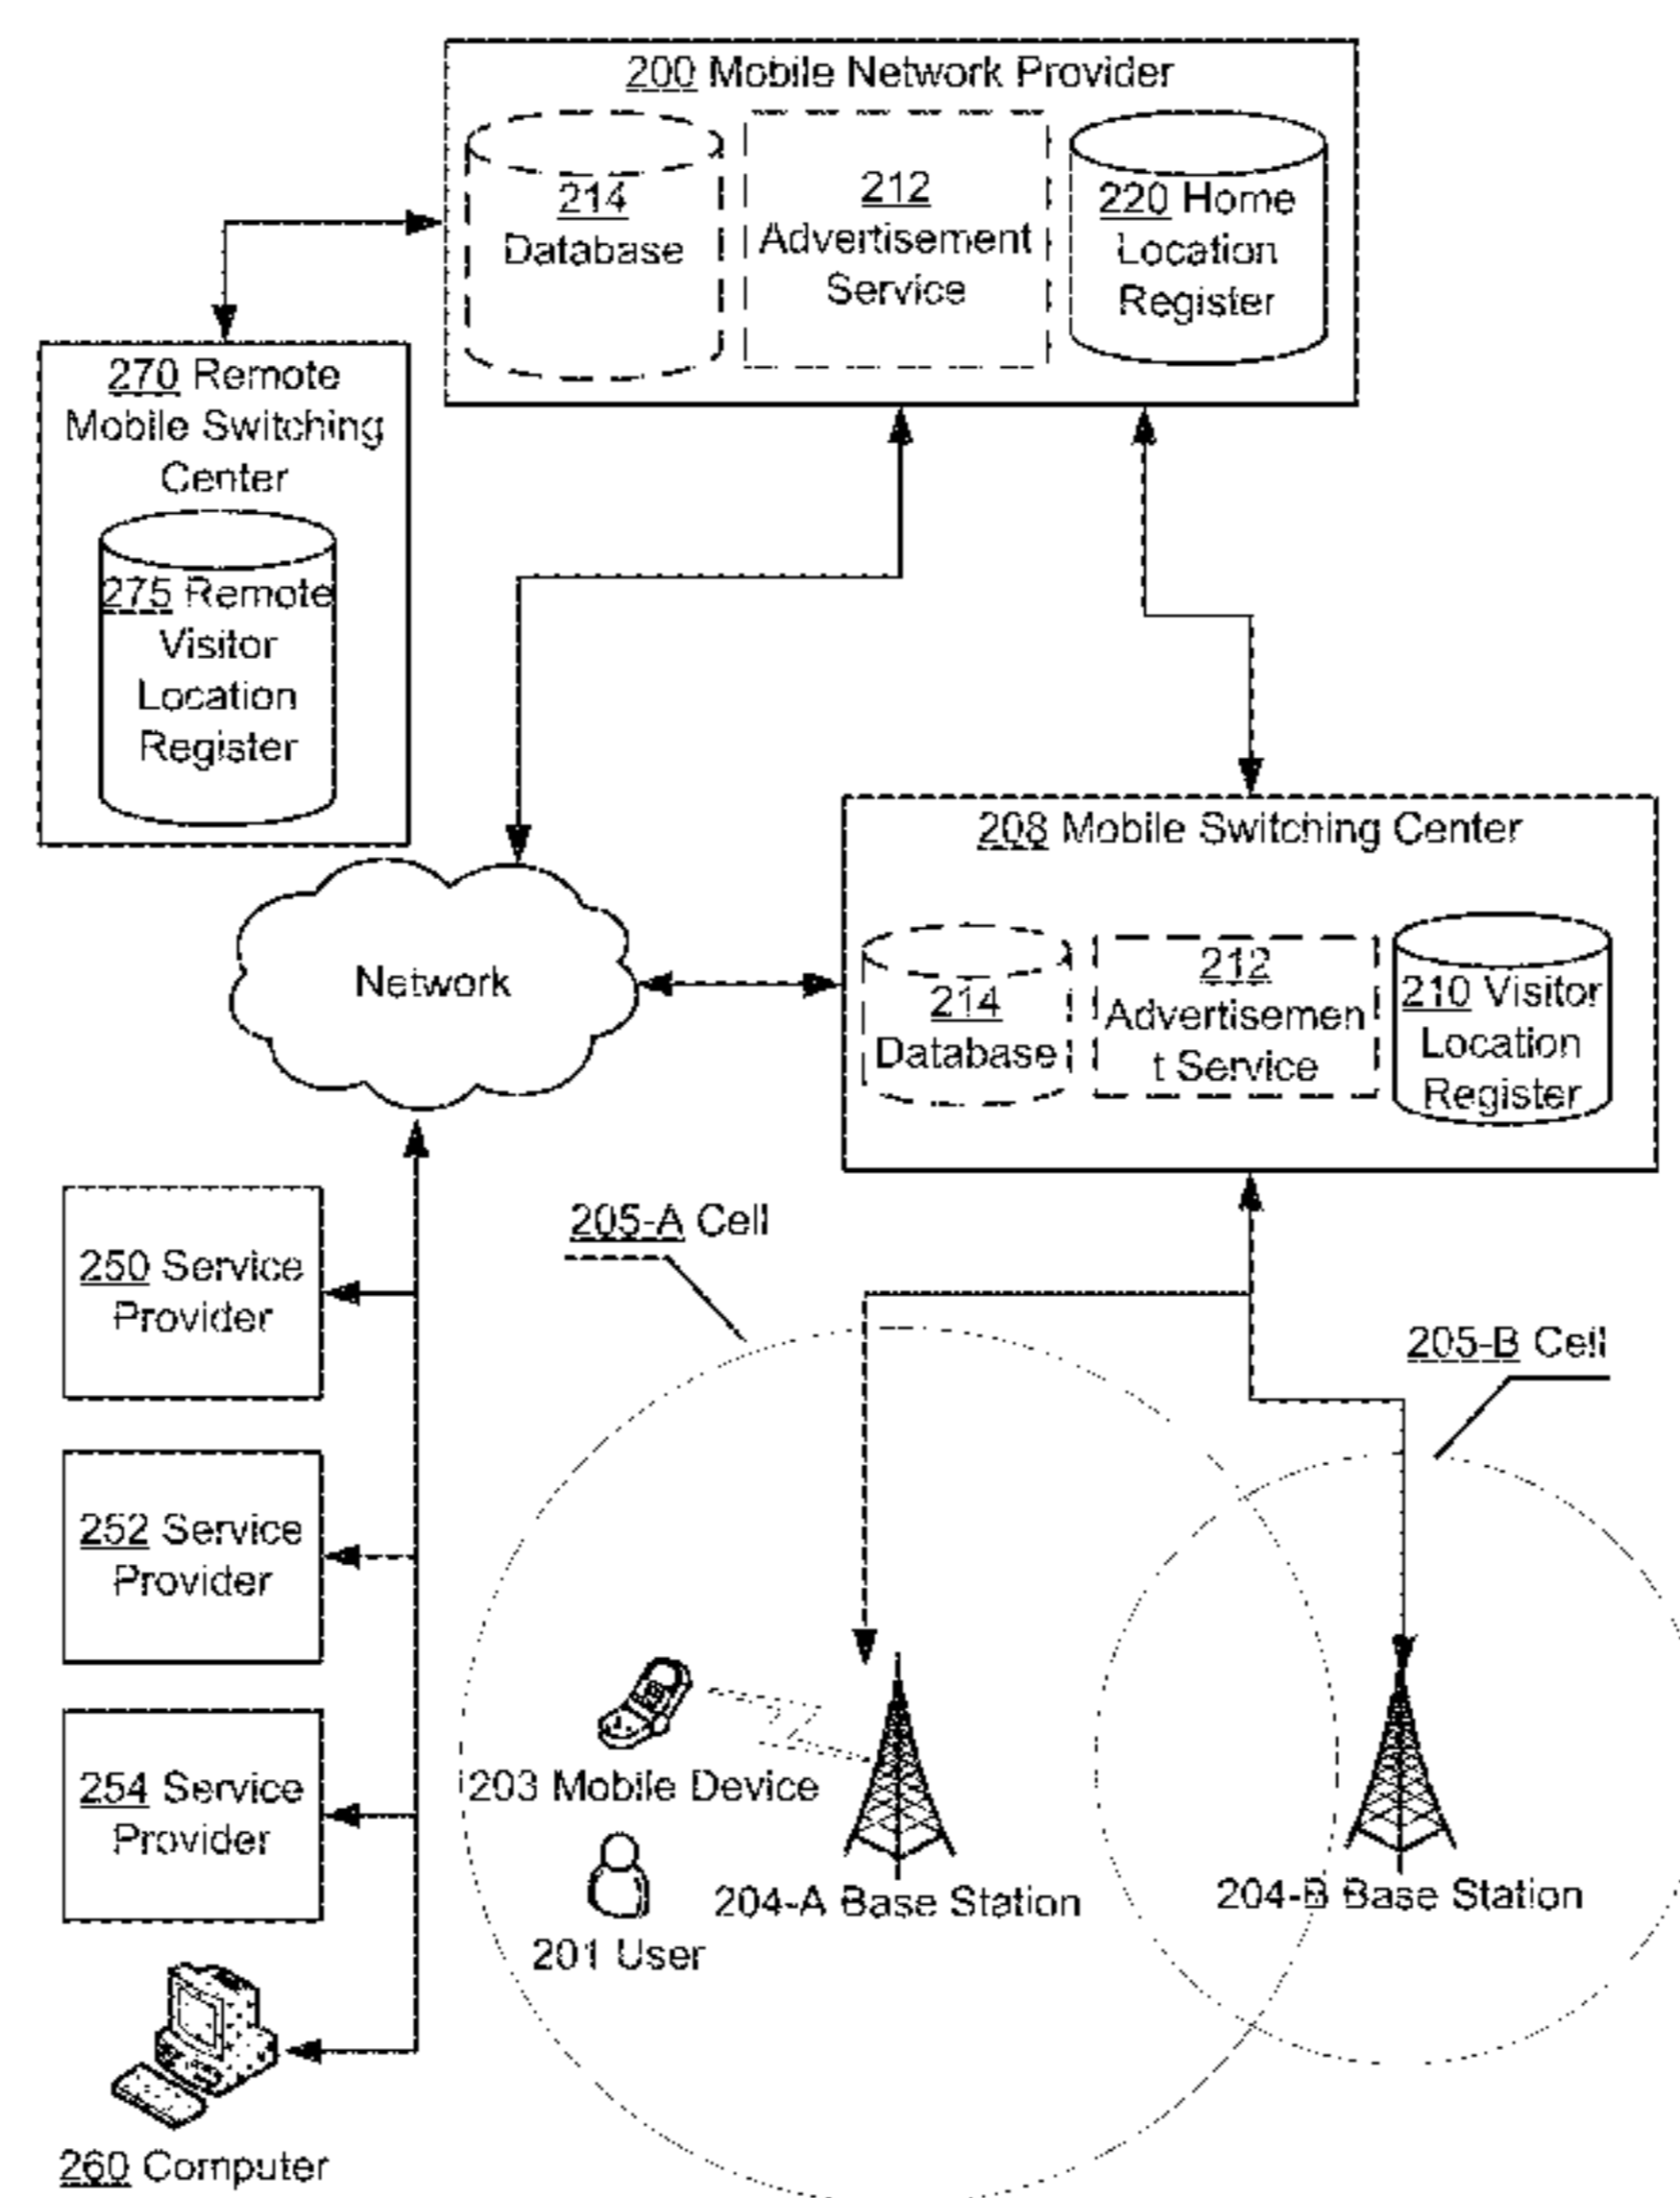 200 Mobile Network Provider
214
Database
212
Advertisement
Service
220 Home
Location
Register
270 Remote
Mobile Switching
Center
275 Remote
Visitor
Location
Register
208 Mobile Switching Center
Network
214
Database
212
Advertisemen
t Service
210 Visitor
Location
Register
205-A Cell
250 Service
Provider
205-B Cell
252 Service
Provider
254 Service
Provider
203 Mobile Device
204-A Base Station
204-B Base Station
201 User
260 Computer